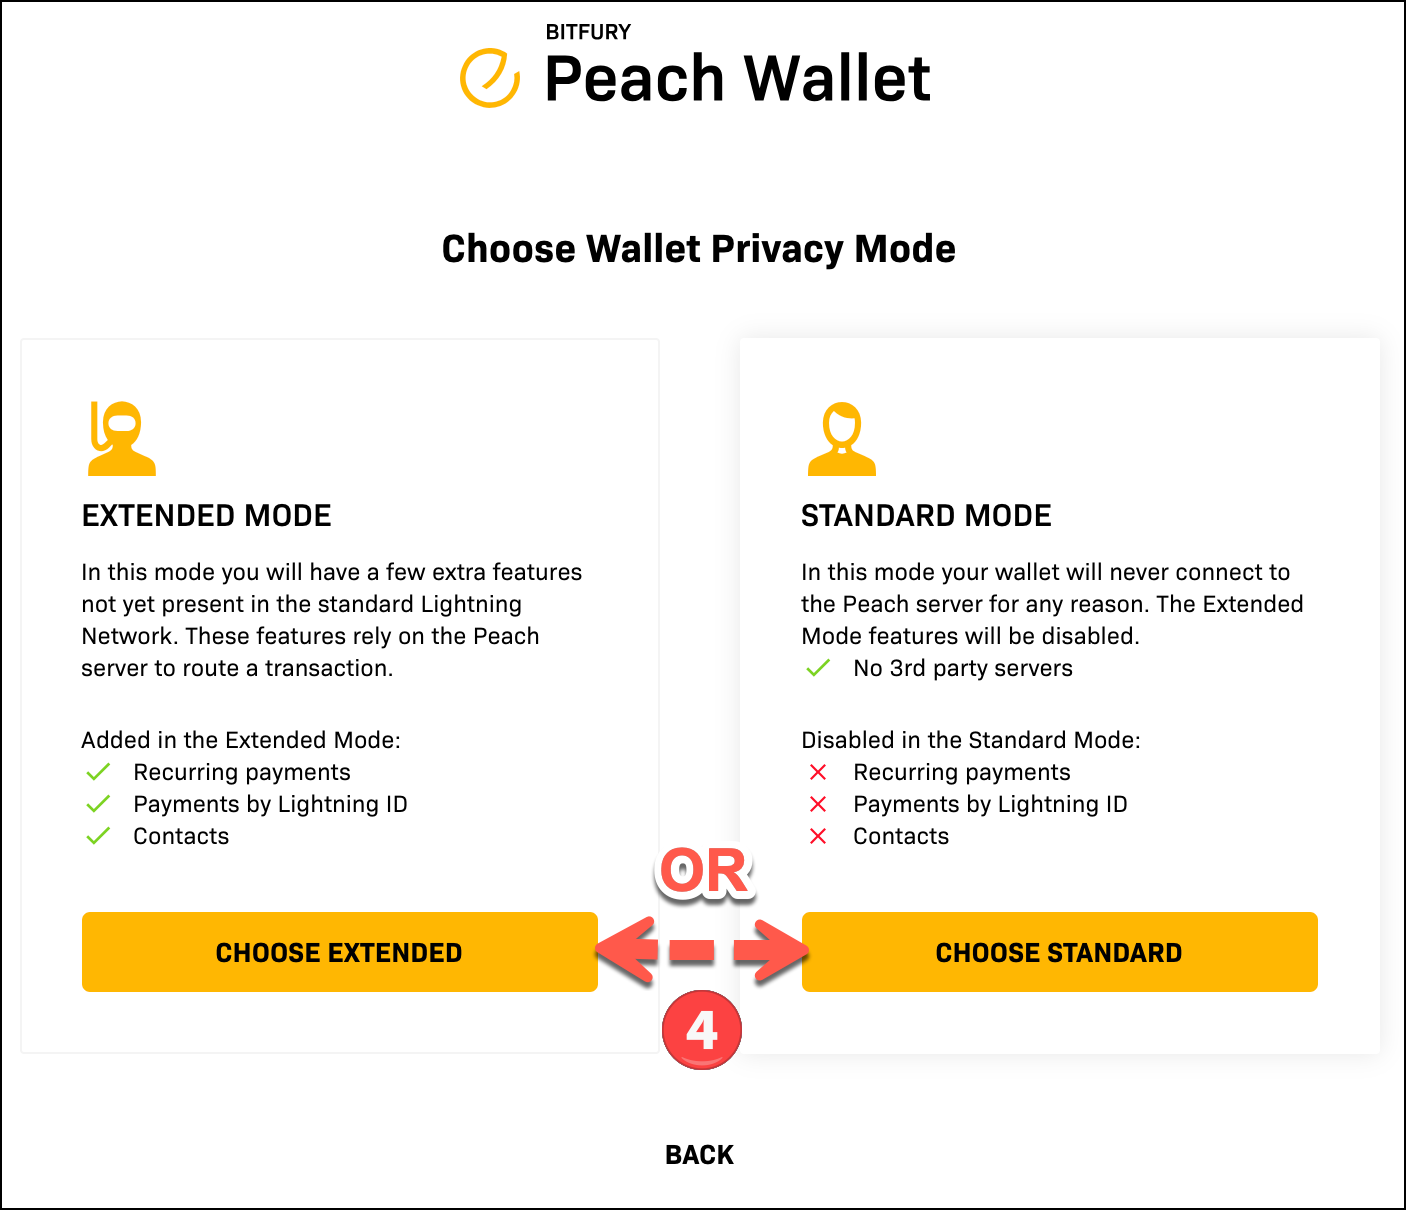 BITFURY
Peach Wallet
Choose Wallet Privacy Mode
EXTENDED MODE
In this mode you will have a few extra features
not yet present in the standard Lightning
Network. These features rely on the Peach
server to route a transaction.
Added in the Extended Mode:
Recurring payments
Payments by Lightning ID
Contacts
CHOOSE EXTENDED
OR
4
STANDARD MODE
In this mode your wallet will never connect to
the Peach server for any reason. The Extended
Mode features will be disabled.
No 3rd party servers
Disabled in the Standard Mode:
Recurring payments
Payments by Lightning ID
Contacts
CHOOSE STANDARD
BACK